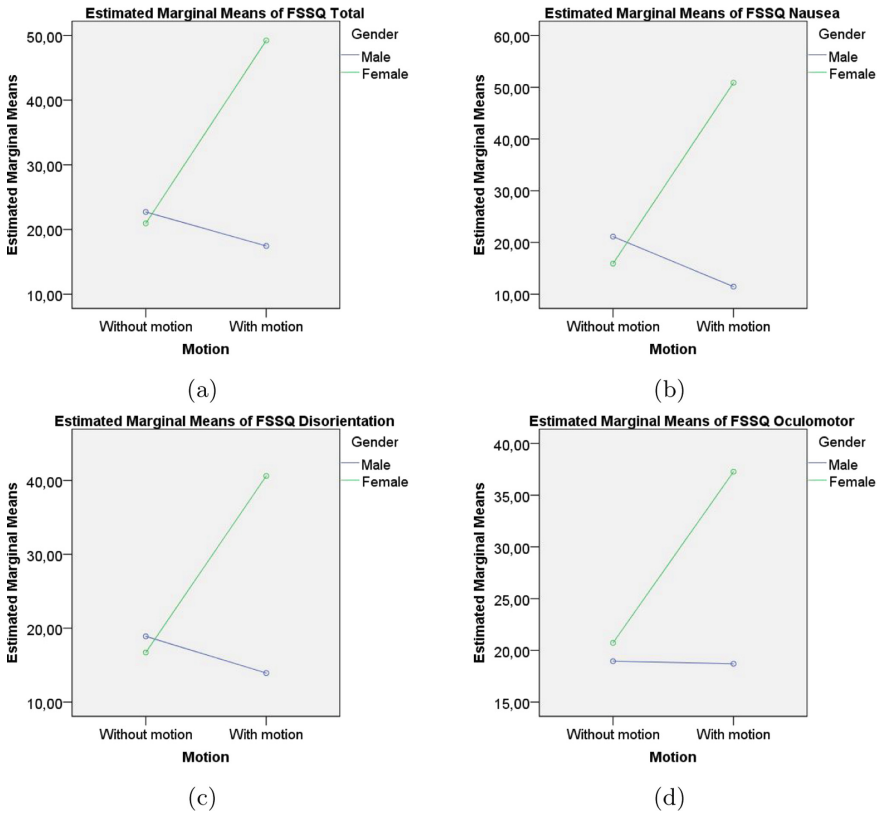 Estimated Marginal Means of FSSQ Total
Gender
Male
Female
Estimated Marginal Means
50,00
40,00
30,00
20,00
10,00
Without motion With motion
Motion
(a)
Estimated Marginal Means of FSSQ Nausea
Gender
Male
Female
Estimated Marginal Means
60,00
50,00
40,00
30,00
20,00
10,00
Without motion With motion
Motion
(b)
Estimated Marginal Means of FSSQ Disorientation
Gender
Male
Female
Estimated Marginal Means
40,00
30,00
20,00
10,00
Without motion With motion
Motion
(c)
Estimated Marginal Means of FSSQ Oculomotor
Gender
Male
Female
Estimated Marginal Means
40,00
35,00
30,00
25,00
20,00
15,00
Without motion With motion
Motion
(d)